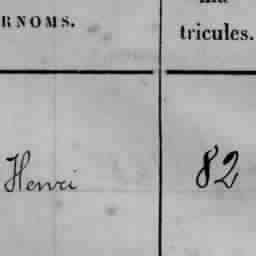 RNOMS.
tricules.
Henri
82